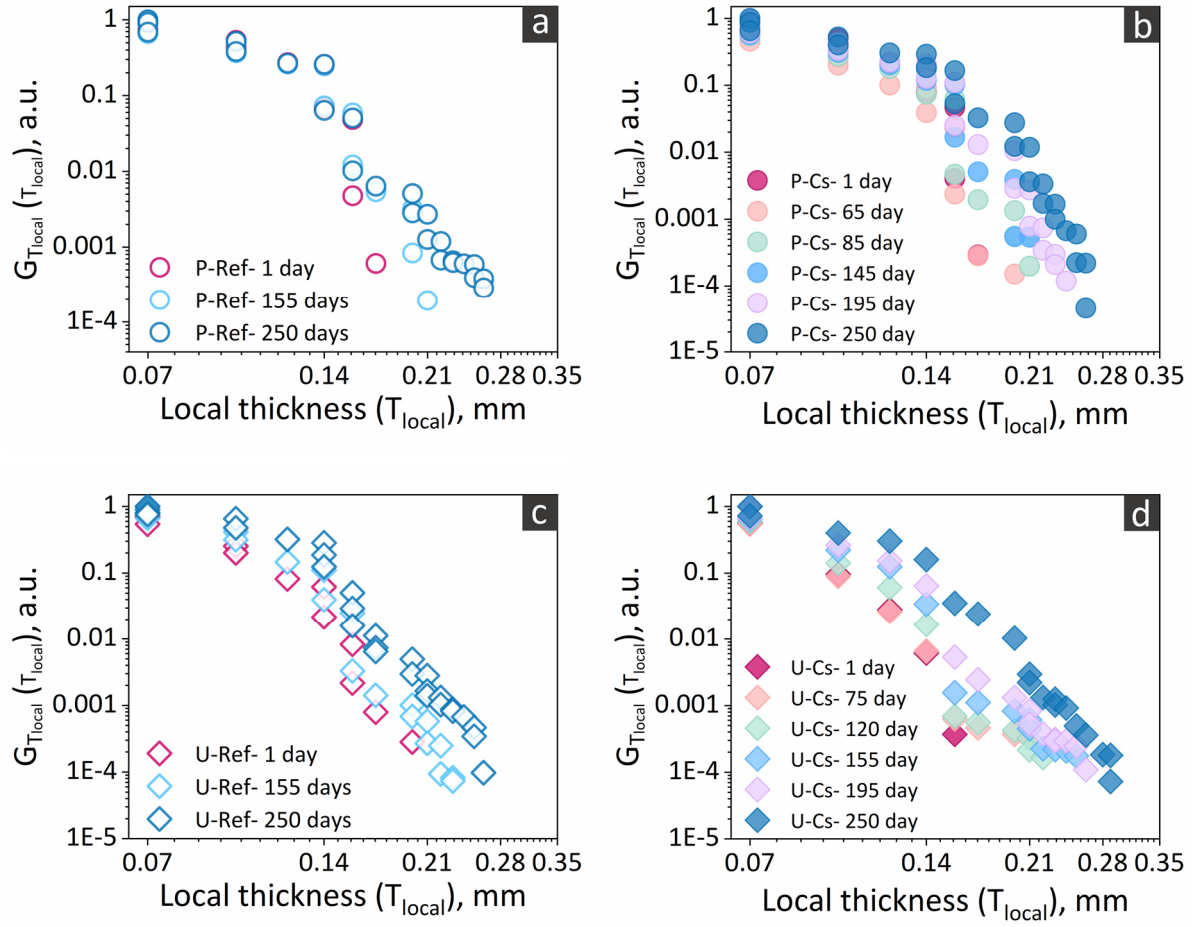 a
1
0.1
0.01
0.001
1E-4
G_Tlocal (T_local), a.u.
P-Ref- 1 day
P-Ref- 155 days
P-Ref- 250 days
0.07 0.14 0.21 0.28 0.35
Local thickness (T_local), mm
b
1
0.1
0.01
0.001
1E-4
1E-5
G_Tlocal (T_local), a.u.
P-Cs- 1 day
P-Cs- 65 day
P-Cs- 85 day
P-Cs- 145 day
P-Cs- 195 day
P-Cs- 250 day
0.07 0.14 0.21 0.28 0.35
Local thickness (T_local), mm
c
1
0.1
0.01
0.001
1E-4
1E-5
G_Tlocal (T_local), a.u.
U-Ref- 1 day
U-Ref- 155 days
U-Ref- 250 days
0.07 0.14 0.21 0.28 0.35
Local thickness (T_local), mm
d
1
0.1
0.01
0.001
1E-4
1E-5
G_Tlocal (T_local), a.u.
U-Cs- 1 day
U-Cs- 75 day
U-Cs- 120 day
U-Cs- 155 day
U-Cs- 195 day
U-Cs- 250 day
0.07 0.14 0.21 0.28 0.35
Local thickness (T_local), mm